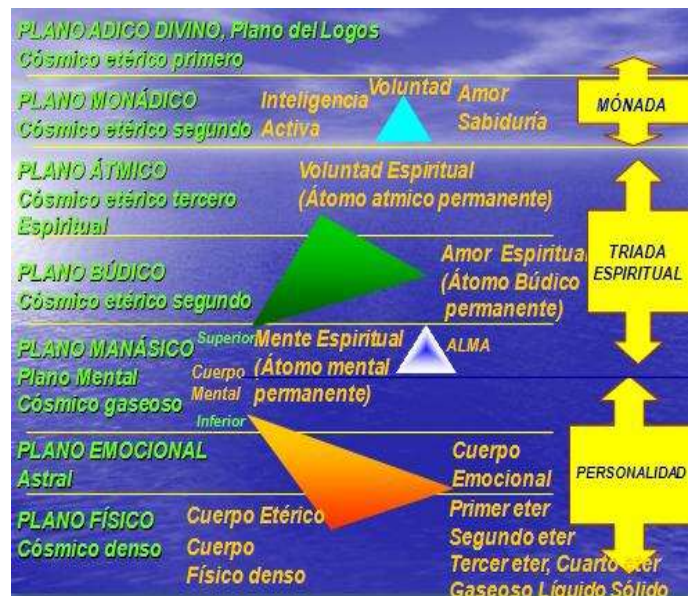 PLANO ADICO DIVINO, Plano del Logos
Cósmico etérico primero
PLANO MONÁDICO
Cósmico etérico segundo
Inteligencia
Activa
Voluntad
Amor
Sabiduría
MÓNADA
PLANO ÁTMICO
Cósmico etérico tercero
Espiritual
Voluntad Espiritual
(Átomo atmico permanente)
PLANO BÚDICO
Cósmico etérico segundo
Amor Espiritual
(Átomo Búdico
permanente)
TRIADA
ESPIRITUAL
PLANO MANÁSICO
Plano Mental
Cósmico gaseoso
Superior
Cuerpo
Mental
Inferior
Mente Espiritual
(Átomo mental
permanente)
ALMA
PLANO EMOCIONAL
Astral
Cuerpo
Emocional
PERSONALIDAD
PLANO FÍSICO
Cósmico denso
Cuerpo Etérico
Cuerpo
Físico denso
Primer eter
Segundo eter
Tercer eter, Cuarto eter
Gaseoso Líquido Sólido